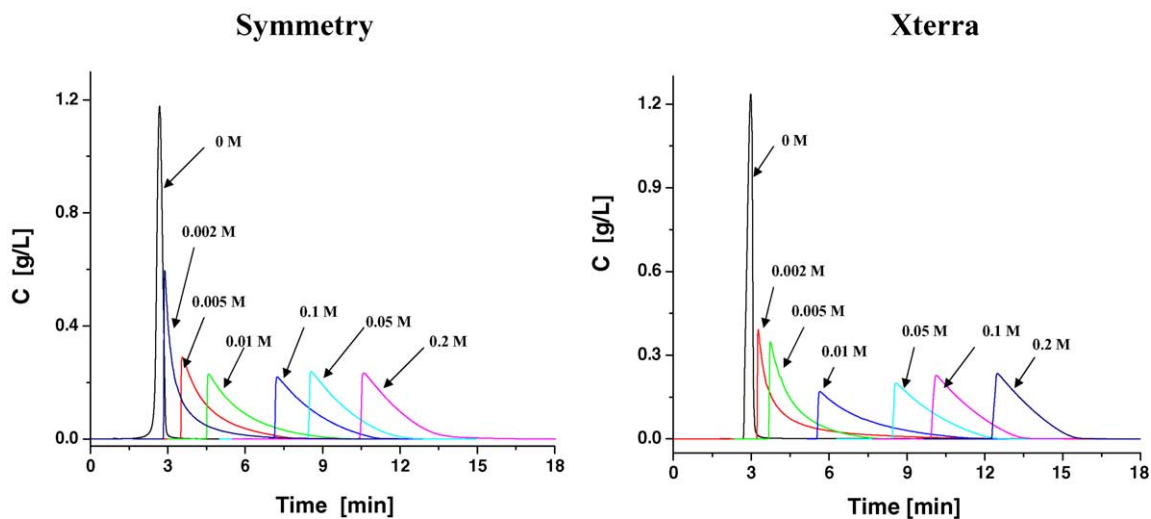 Symmetry
1.2
0.8
0.4
0.0
C [g/L]
0 M
0.002 M
0.005 M
0.01 M
0.1 M
0.05 M
0.2 M
0 3 6 9 12 15 18
Time [min]
Xterra
1.2
0.9
0.6
0.3
0.0
C [g/L]
0 M
0.002 M
0.005 M
0.01 M
0.05 M
0.1 M
0.2 M
0 3 6 9 12 15 18
Time [min]